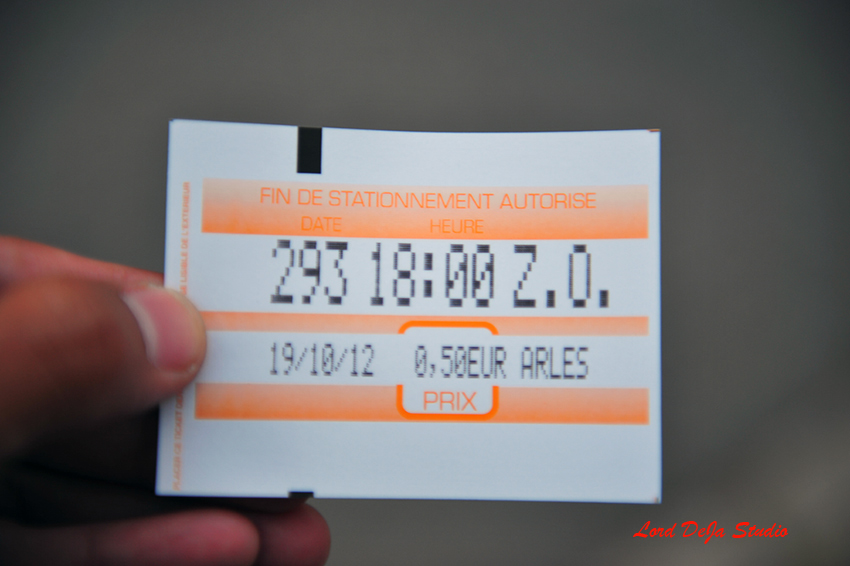 FIN DE STATIONNEMENT AUTORISE
DATE HEURE
293 18:00 Z.O.
19/10/12 0,50EUR ARLES
PRIX
Lord DeJa Studio